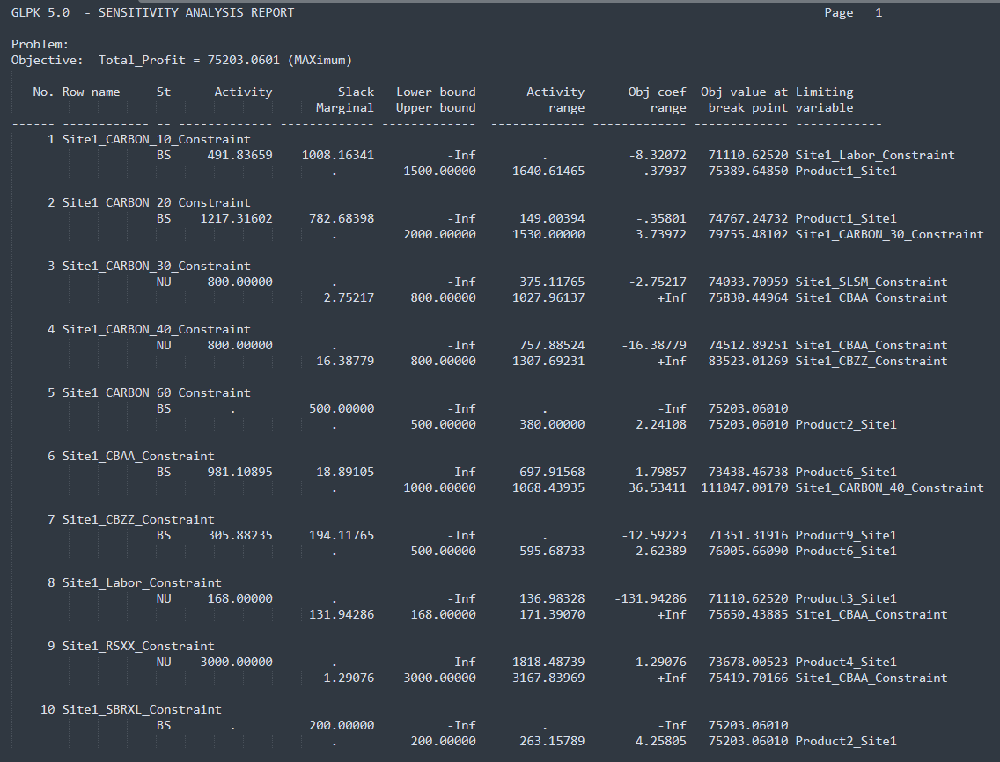 GLPK 5.0  - SENSITIVITY ANALYSIS REPORT                                                                         Page   1

Problem:
Objective:  Total_Profit = 75203.0601 (MAXimum)

   No. Row name     St      Activity         Slack   Lower bound       Activity      Obj coef  Obj value at Limiting
                                          Marginal   Upper bound          range         range   break point variable
------ ------------ -- ------------- ------------- -------------  ------------- ------------- ------------- ------------
     1 Site1_CARBON_10_Constraint
                    BS     491.83659    1008.16341          -Inf         .           -8.32072   71110.62520 Site1_Labor_Constraint
                                            .         1500.00000     1640.61465        .37937   75389.64850 Product1_Site1

     2 Site1_CARBON_20_Constraint
                    BS    1217.31602     782.68398          -Inf      149.00394       -.35801   74767.24732 Product1_Site1
                                            .         2000.00000     1530.00000       3.73972   79755.48102 Site1_CARBON_30_Constraint

     3 Site1_CARBON_30_Constraint
                    NU     800.00000        .               -Inf      375.11765      -2.75217   74033.70959 Site1_SLSM_Constraint
                                           2.75217     800.00000     1027.96137          +Inf   75830.44964 Site1_CBAA_Constraint

     4 Site1_CARBON_40_Constraint
                    NU     800.00000        .               -Inf      757.88524     -16.38779   74512.89251 Site1_CBAA_Constraint
                                          16.38779     800.00000     1307.69231          +Inf   83523.01269 Site1_CBZZ_Constraint

     5 Site1_CARBON_60_Constraint
                    BS        .          500.00000          -Inf         .               -Inf   75203.06010
                                            .          500.00000      380.00000       2.24108   75203.06010 Product2_Site1

     6 Site1_CBAA_Constraint
                    BS     981.10895      18.89105          -Inf      697.91568      -1.79857   73438.46738 Product6_Site1
                                            .         1000.00000     1068.43935      36.53411  111047.00170 Site1_CARBON_40_Constraint

     7 Site1_CBZZ_Constraint
                    BS     305.88235     194.11765          -Inf         .          -12.59223   71351.31916 Product9_Site1
                                            .          500.00000      595.68733       2.62389   76005.66090 Product6_Site1

     8 Site1_Labor_Constraint
                    NU     168.00000        .               -Inf      136.98328    -131.94286   71110.62520 Product3_Site1
                                         131.94286     168.00000      171.39070          +Inf   75650.43885 Site1_CBAA_Constraint

     9 Site1_RSXX_Constraint
                    NU    3000.00000        .               -Inf     1818.48739      -1.29076   73678.00523 Product4_Site1
                                           1.29076    3000.00000     3167.83969          +Inf   75419.70166 Site1_CBAA_Constraint

    10 Site1_SBRXL_Constraint
                    BS        .          200.00000          -Inf         .               -Inf   75203.06010
                                            .          200.00000      263.15789       4.25805   75203.06010 Product2_Site1